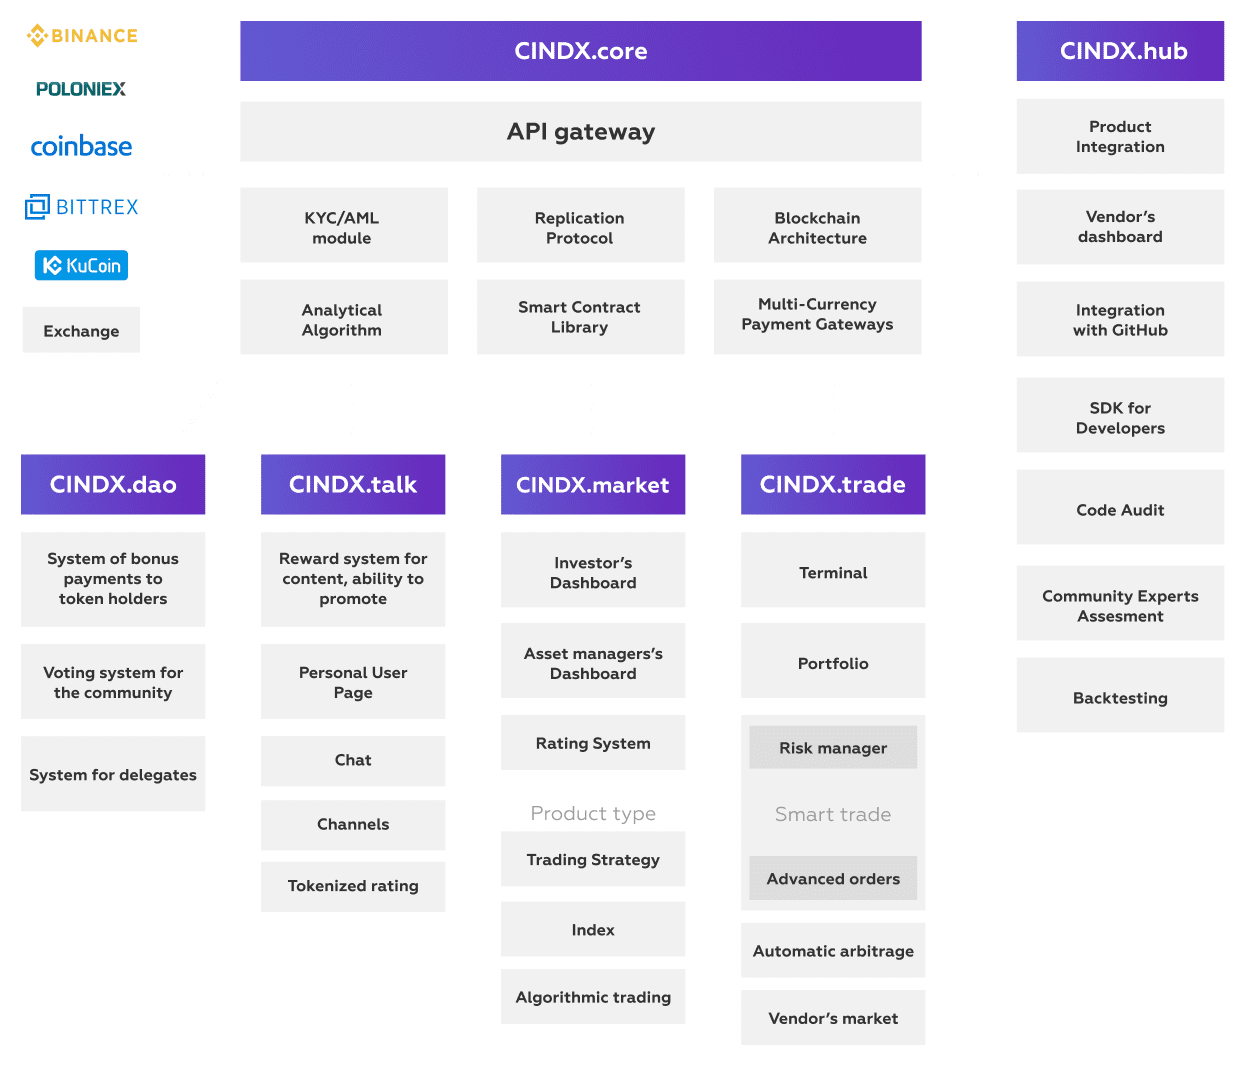 BINANCE
POLONIEX
coinbase
BITTREX
KuCoin
Exchange
CINDX.core
API gateway
KYC/AML
module
Replication
Protocol
Blockchain
Architecture
Analytical
Algorithm
Smart Contract
Library
Multi-Currency
Payment Gateways
CINDX.hub
Product
Integration
Vendor's
dashboard
Integration
with GitHub
SDK for
Developers
Code Audit
Community Experts
Assesment
Backtesting
CINDX.dao
System of bonus
payments to
token holders
Voting system for
the community
System for delegates
CINDX.talk
Reward system for
content, ability to
promote
Personal User
Page
Chat
Channels
Tokenized rating
CINDX.market
Investor's
Dashboard
Asset managers's
Dashboard
Rating System
Product type
Trading Strategy
Index
Algorithmic trading
CINDX.trade
Terminal
Portfolio
Risk manager
Smart trade
Advanced orders
Automatic arbitrage
Vendor's market